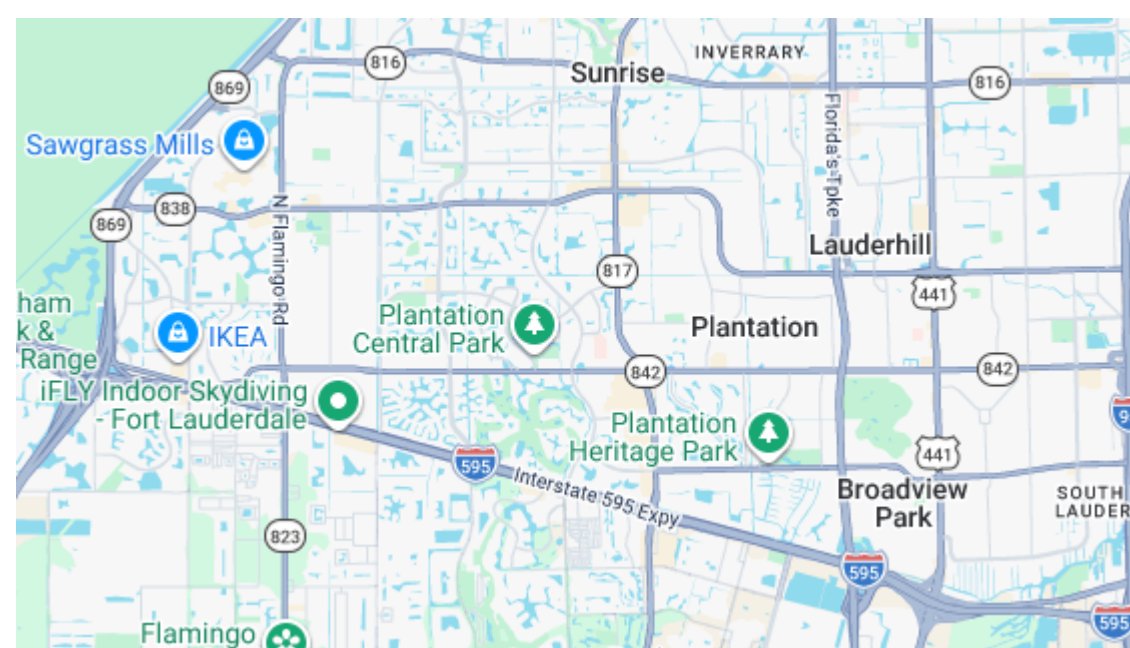 INVERRARY
816
Sunrise
869
816
Florida's Tpke
Sawgrass Mills
838
869
N Flamingo Rd
Lauderhill
817
441
ham
k &
Range
IKEA
Plantation
Central Park
Plantation
842
842
iFLY Indoor Skydiving
- Fort Lauderdale
9
Plantation
Heritage Park
441
595
Interstate 595 Expy
Broadview
Park
SOUTH
LAUDER
823
595
595
Flamingo